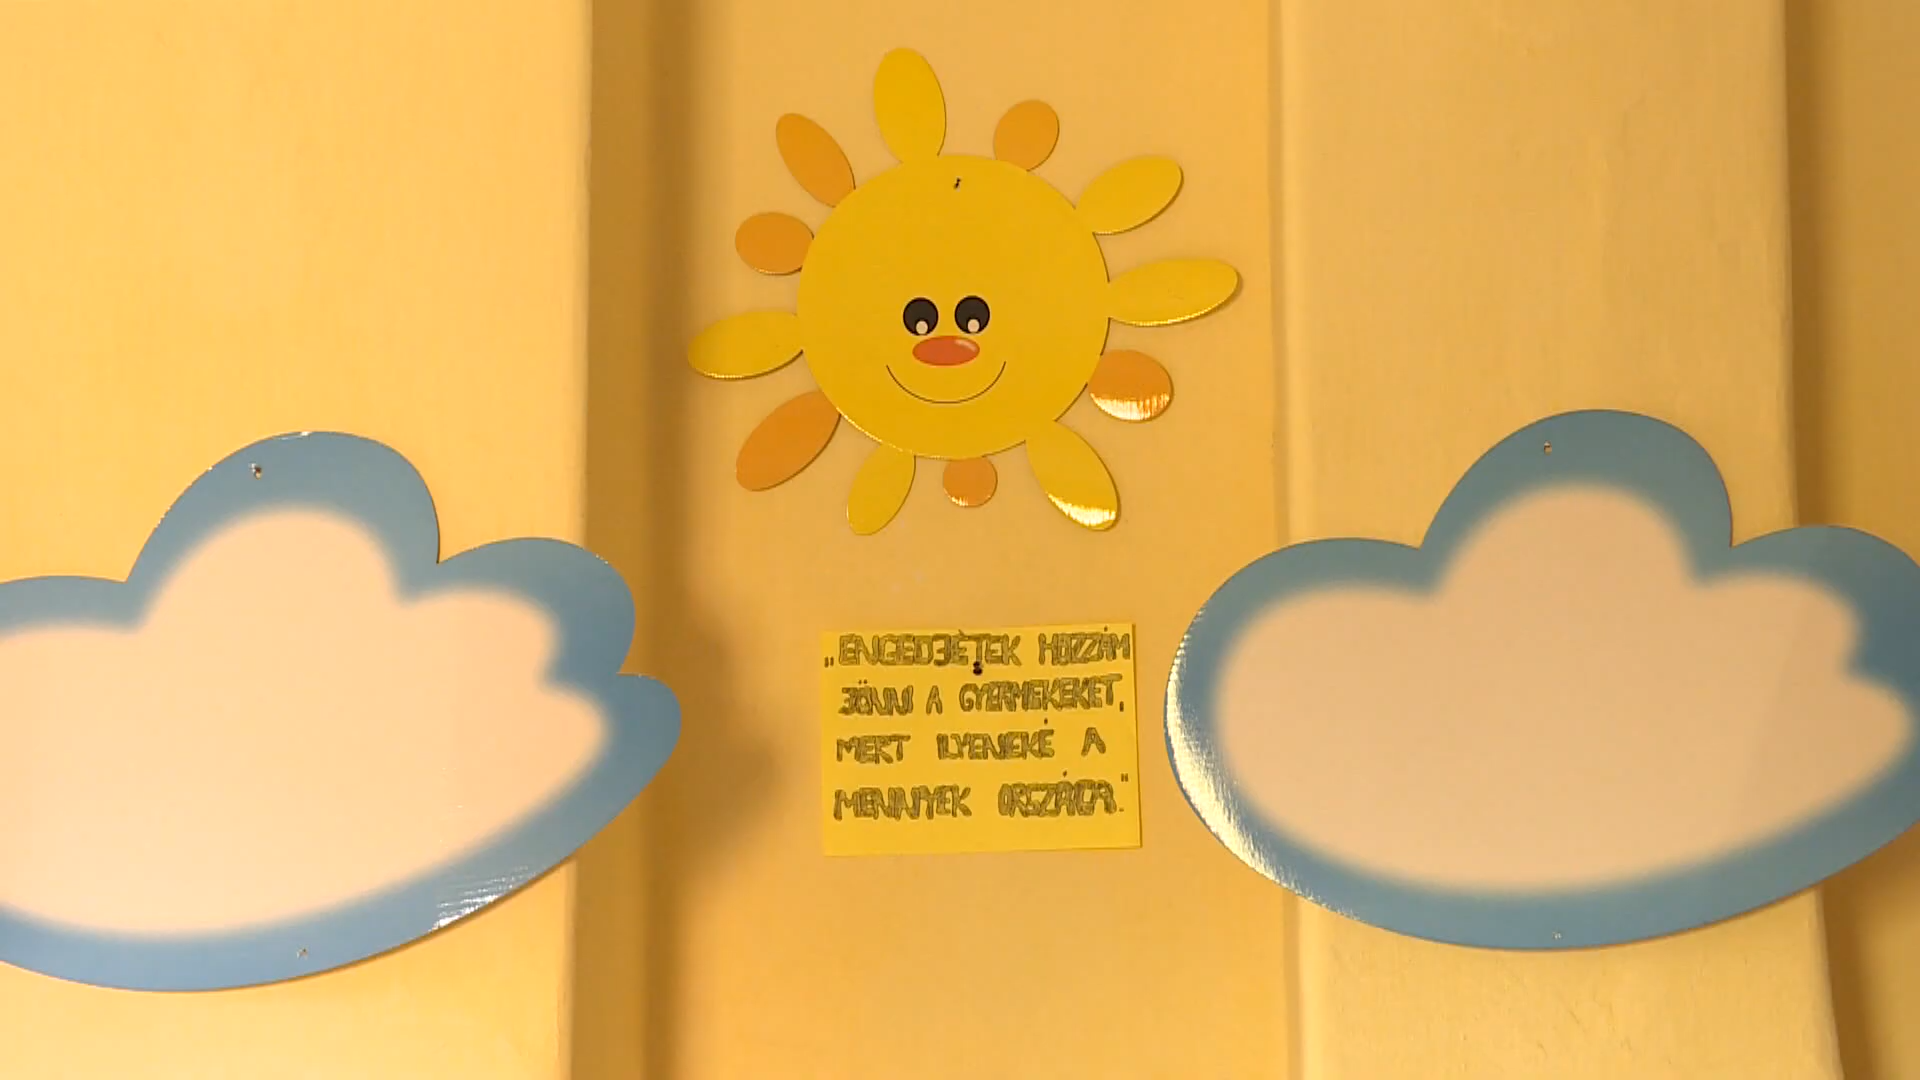 „ENGEDJÉTEK HOZZÁM
JÖNNI A GYERMEKEKET,
MERT ILYENEKÉ A
MENNYEK ORSZÁGA."